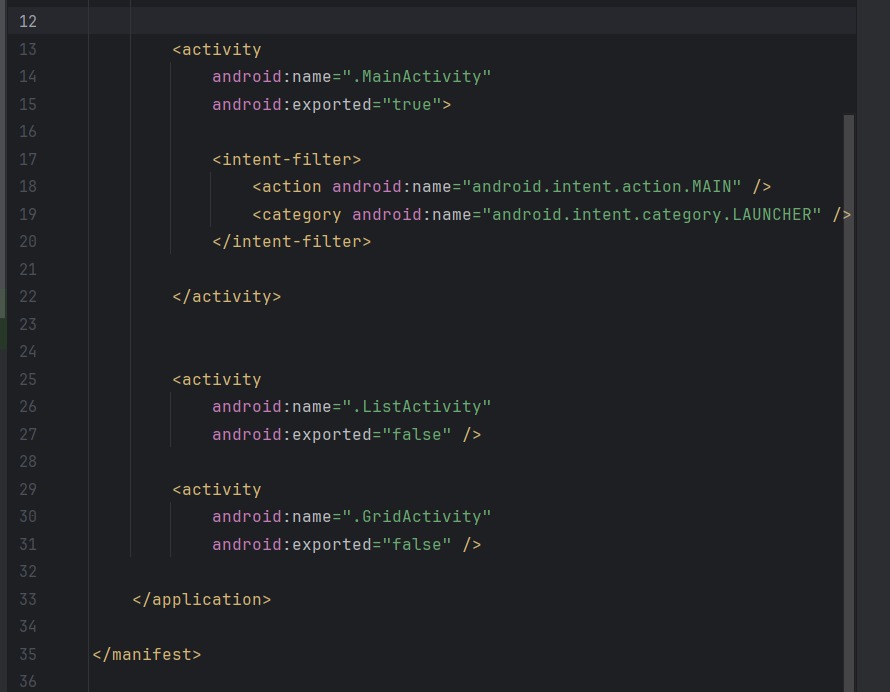 12
13 <activity
14 android:name=".MainActivity"
15 android:exported="true">
16
17 <intent-filter>
18 <action android:name="android.intent.action.MAIN" />
19 <category android:name="android.intent.category.LAUNCHER" />
20 </intent-filter>
21
22 </activity>
23
24
25 <activity
26 android:name=".ListActivity"
27 android:exported="false" />
28
29 <activity
30 android:name=".GridActivity"
31 android:exported="false" />
32
33 </application>
34
35 </manifest>
36